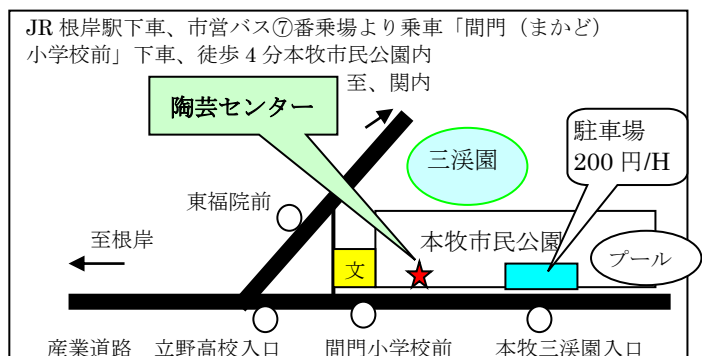 JR 根岸駅下車、市営バス⑦番乗場より乗車「間門（まかど）
小学校前」下車、徒歩 4 分本牧市民公園内
至、関内
陶芸センター
駐車場
200 円/H
三渓園
東福院前
至根岸
本牧市民公園
プール
文
産業道路 立野高校入口 間門小学校前 本牧三渓園入口